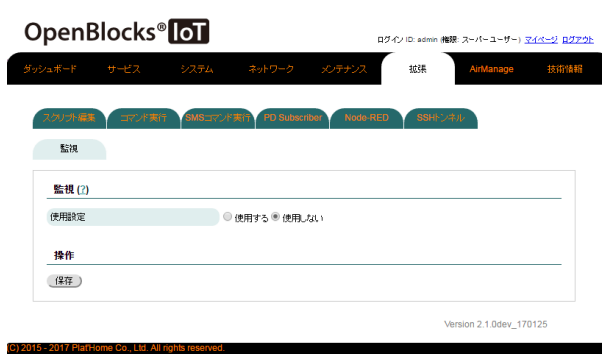 OpenBlocks® IoT
ログイン ID: admin (権限: スーパーユーザー) マイページ ログアウト
ダッシュボード サービス システム ネットワーク メンテナンス 拡張 AirManage 技術情報
スクリプト編集 コマンド実行 SMSコマンド実行 PD Subscriber Node-RED SSHトンネル
監視
監視 (?)
使用設定 使用する 使用しない
操作
保存
Version 2.1.0dev_170125
(C) 2015 - 2017 Plat'Home Co., Ltd. All rights reserved.